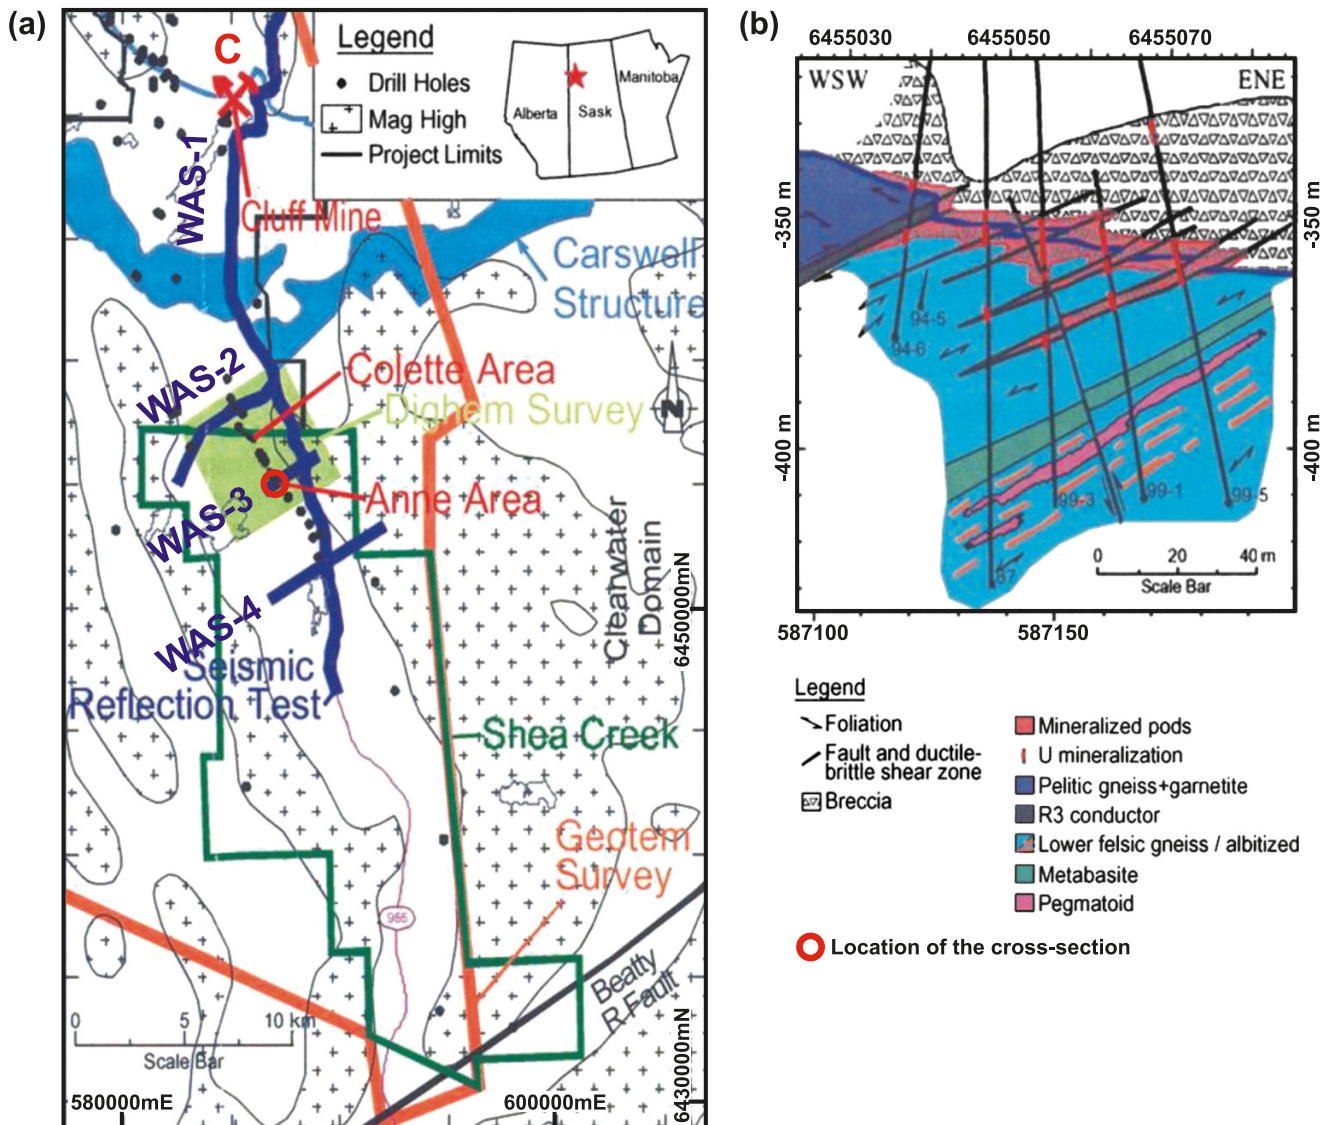 (a)
C
Legend
Drill Holes
Mag High
Project Limits
Alberta
Sask
Manitoba
WAS-1
Cluff Mine
Carswell
Structure
WAS-2
Colette Area
Dighem Survey
N
WAS-3
Anne Area
WAS-4
Clearwater
Domain
6450000mN
Seismic
Reflection Test
Shea Creek
Geotem
Survey
955
Beatty
R Fault
0 5 10 km
Scale Bar
580000mE
600000mE
6430000mN
(b)
6455030 6455050 6455070
WSW
ENE
-350 m
-350 m
94-5
94-6
-400 m
-400 m
99-3
99-1
99-5
87
0 20 40 m
Scale Bar
587100 587150
Legend
Foliation
Fault and ductile-
brittle shear zone
Breccia
Mineralized pods
U mineralization
Pelitic gneiss+garnetite
R3 conductor
Lower felsic gneiss / albitized
Metabasite
Pegmatoid
Location of the cross-section